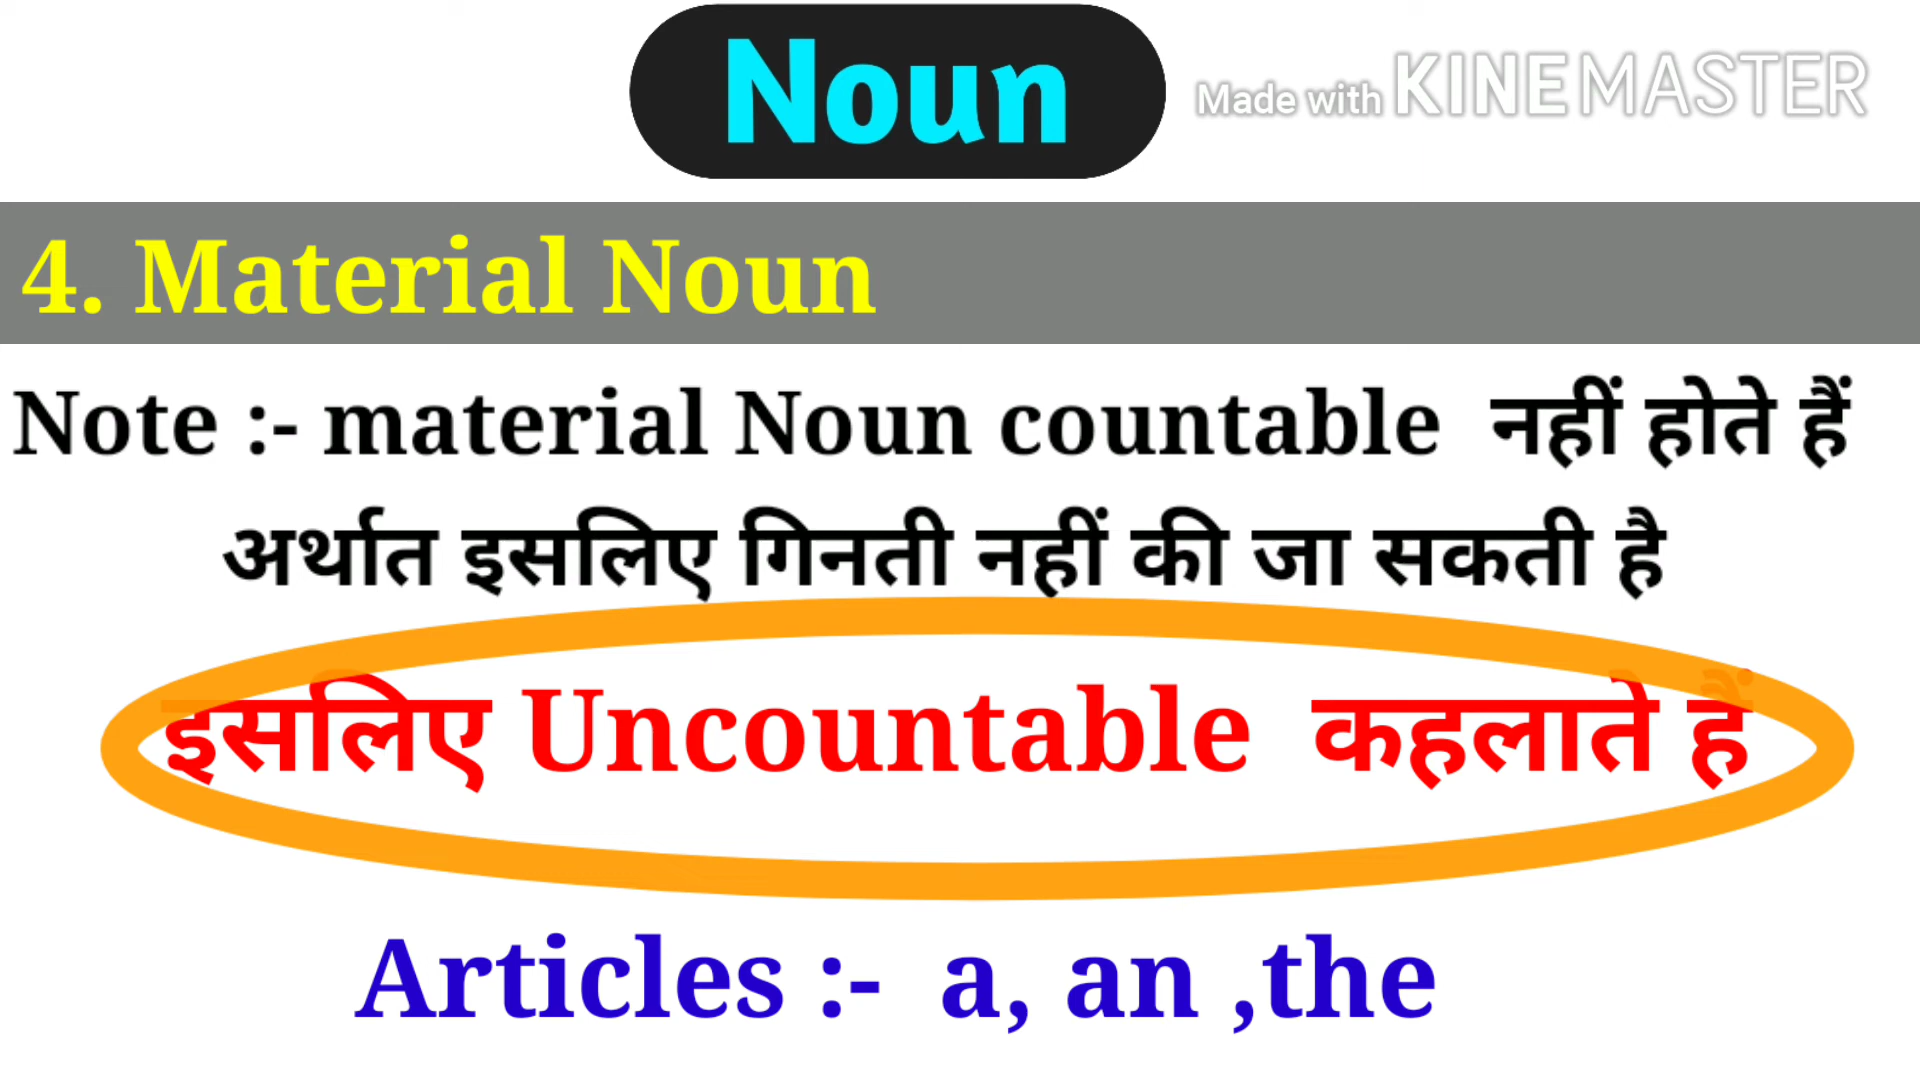 Noun
Made with KINEMASTER
4. Material Noun
Note :- material Noun countable नहीं होते हैं
अर्थात इसलिए गिनती नहीं की जा सकती है
इसलिए Uncountable कहलाते हैं
Articles :- a, an ,the